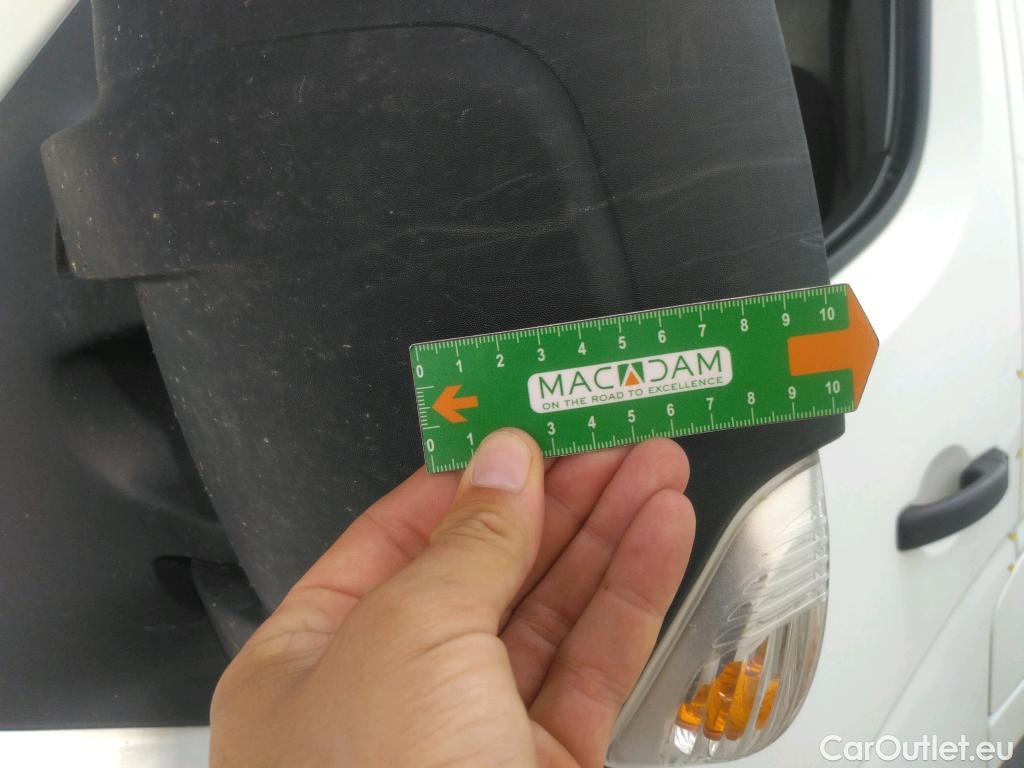 0 1 2 3 4 5 6 7 8 9 10
MACADAM
ON THE ROAD TO EXCELLENCE
0 1 3 4 5 6 7 8 9 10
CarOutlet.eu